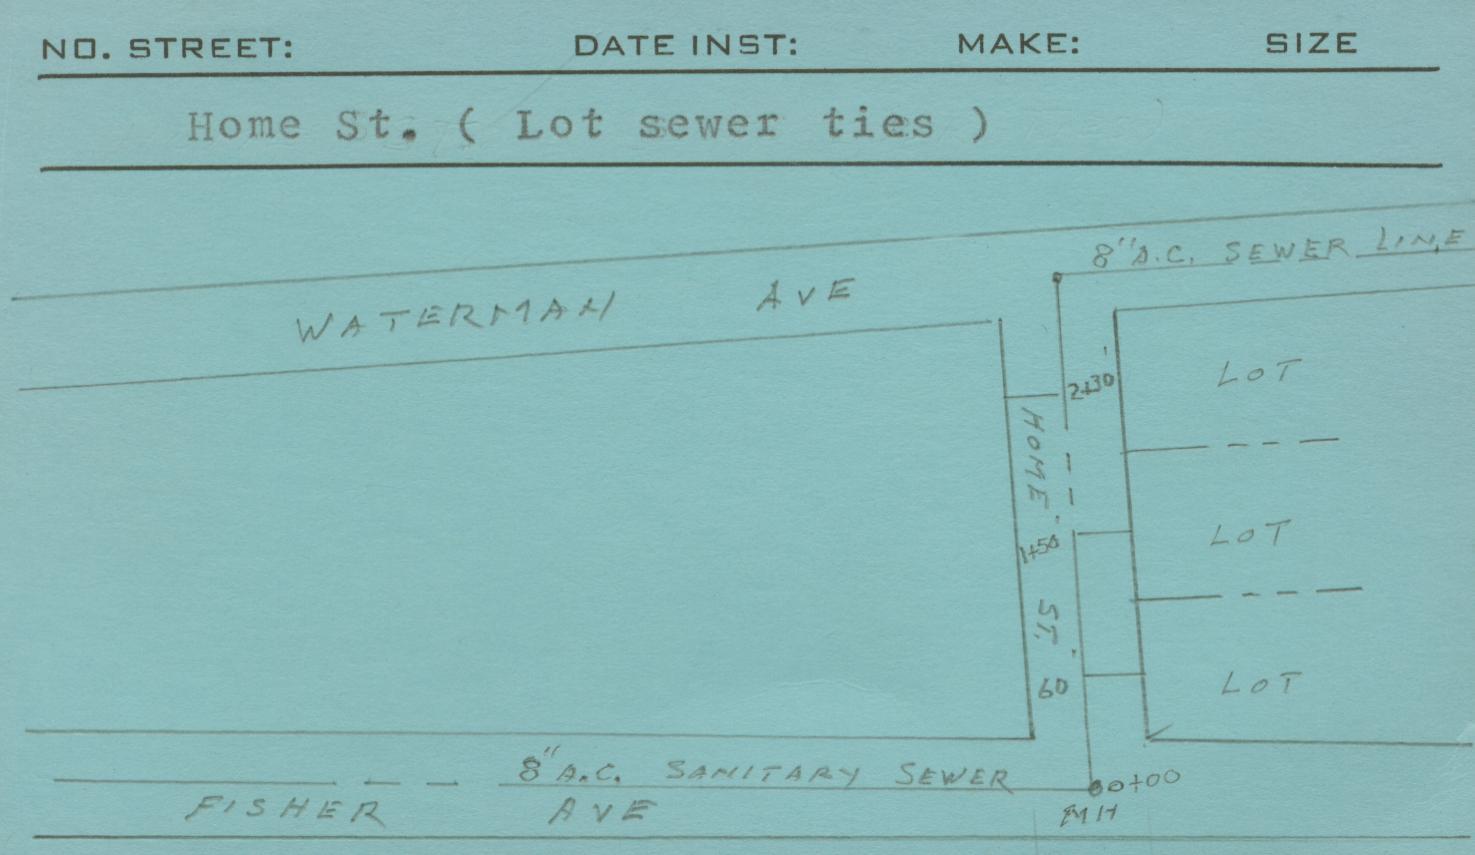 NO. STREET: DATE INST: MAKE: SIZE
Home St. ( Lot sewer ties )
8" A.C. SEWER LINE
WATERMAN AVE
2+30'
LOT
HOME ST.
1+50'
LOT
60'
LOT
8" A.C. SANITARY SEWER
00+00
FISHER AVE
MH